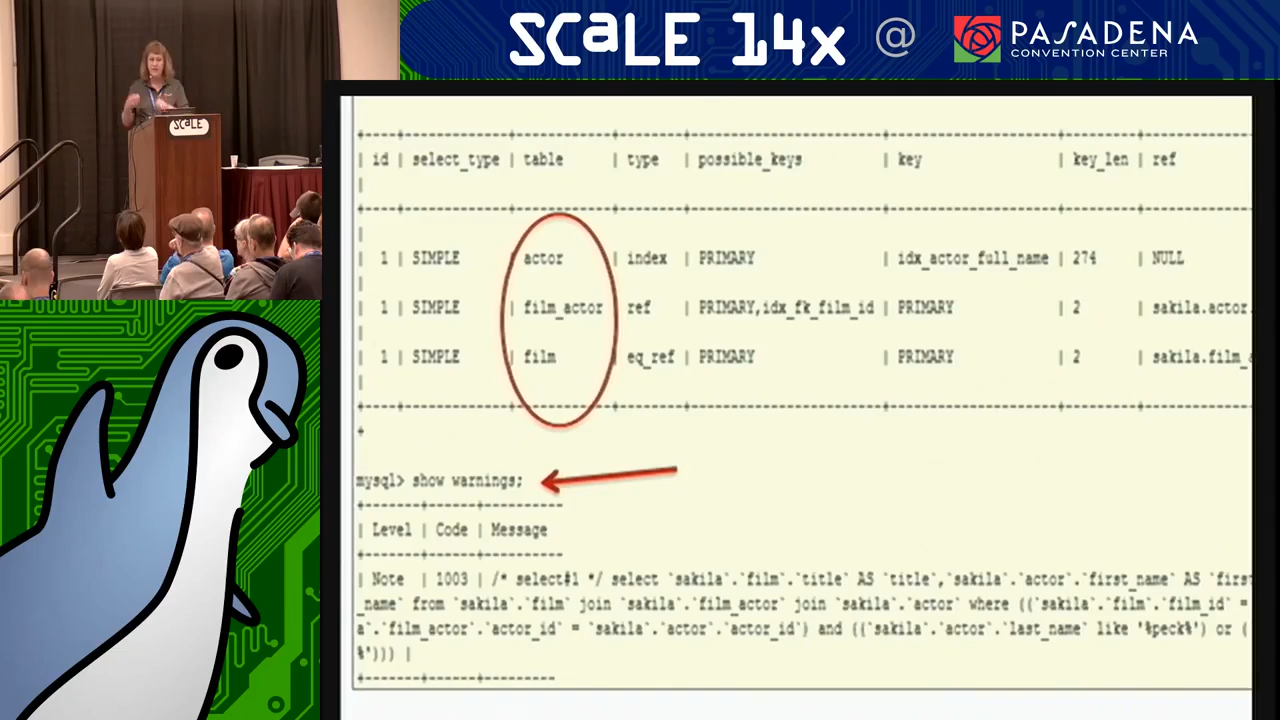 SCaLE 14x @ PASADENA
CONVENTION CENTER
SCALE
| id | select_type | table | type | possible_keys | key | key_len | ref
|
| 1 | SIMPLE | actor | index | PRIMARY | idx_actor_full_name | 274 | NULL
|
| 1 | SIMPLE | film_actor | ref | PRIMARY,idx_fk_film_id | PRIMARY | 2 | sakila.actor.
|
| 1 | SIMPLE | film | eq_ref | PRIMARY | PRIMARY | 2 | sakila.film_a
|
mysql> show warnings;
| Level | Code | Message
| Note | 1003 | /* select#1 */ select `sakila`.`film`.`title` AS `title`,`sakila`.`actor`.`first_name` AS `first
_name` from `sakila`.`film` join `sakila`.`film_actor` join `sakila`.`actor` where ((`sakila`.`film`.`film_id` =
a`.`film_actor`.`actor_id` = `sakila`.`actor`.`actor_id`) and ((`sakila`.`actor`.`last_name` like '%peck%') or (
%'))) |